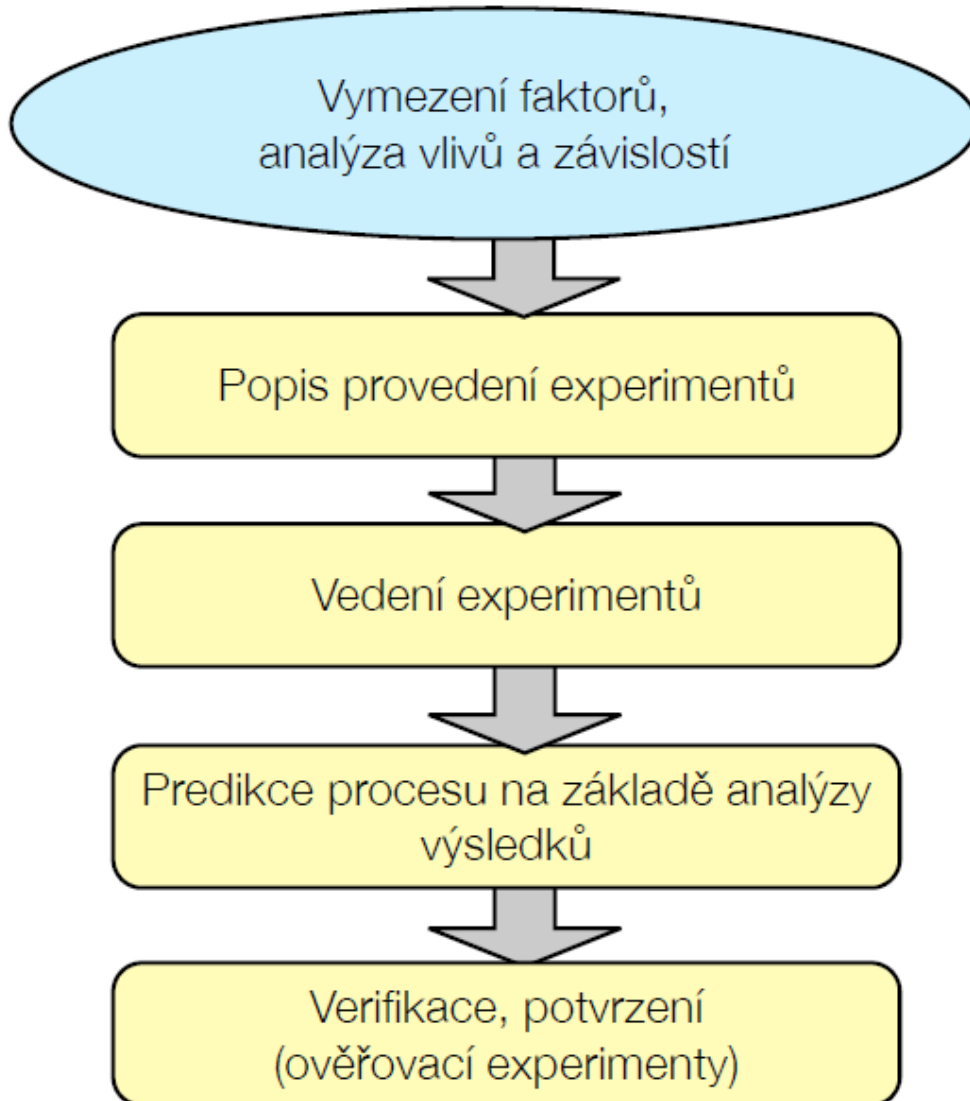 Vymezení faktorů,
analýza vlivů a závislostí
Popis provedení experimentů
Vedení experimentů
Predikce procesu na základě analýzy
výsledků
Verifikace, potvrzení
(ověřovací experimenty)